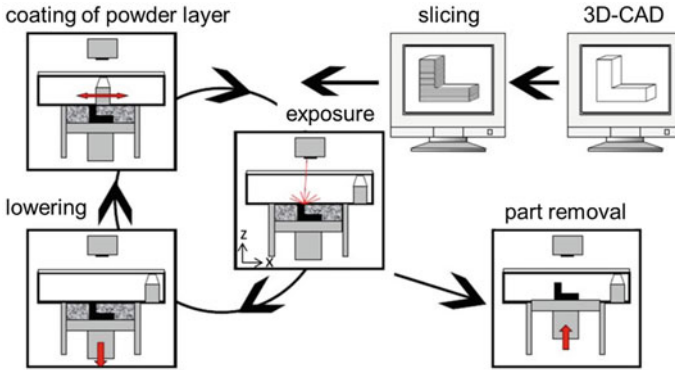 coating of powder layer
slicing
3D-CAD
exposure
lowering
z
x
part removal